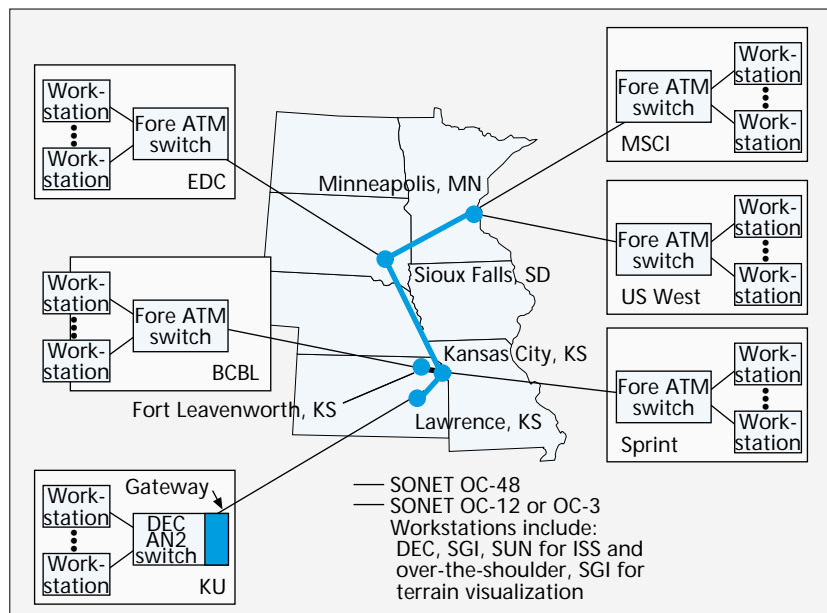 Work-
station
Work-
station
Fore ATM
switch
EDC
Work-
station
Work-
station
Fore ATM
switch
BCBL
Gateway
Work-
station
Work-
station
DEC
AN2
switch
KU
Minneapolis, MN
Sioux Falls, SD
Kansas City, KS
Fort Leavenworth, KS
Lawrence, KS
Fore ATM
switch
MSCI
Work-
station
Work-
station
Fore ATM
switch
US West
Work-
station
Work-
station
Fore ATM
switch
Sprint
Work-
station
Work-
station
SONET OC-48
SONET OC-12 or OC-3
Workstations include:
DEC, SGI, SUN for ISS and
over-the-shoulder, SGI for
terrain visualization